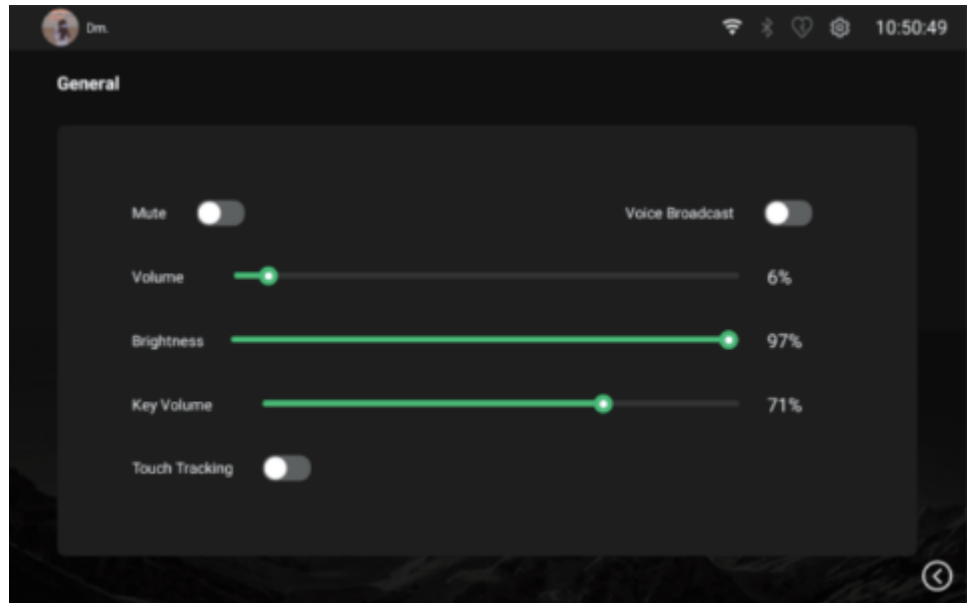 Dm.
10:50:49
General
Mute
Voice Broadcast
Volume
6%
Brightness
97%
Key Volume
71%
Touch Tracking